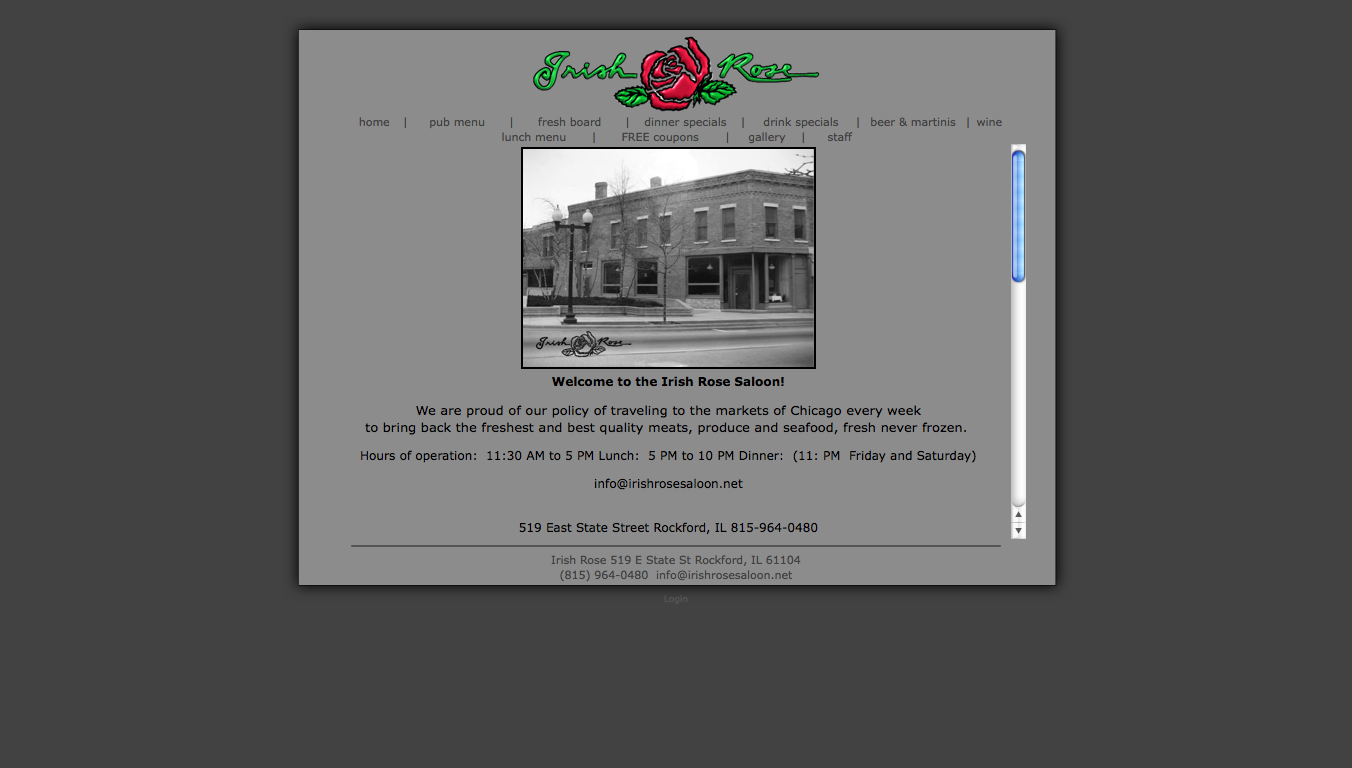 Irish Rose
home | pub menu | fresh board | dinner specials | drink specials | beer & martinis | wine
lunch menu | FREE coupons | gallery | staff
Irish Rose
Welcome to the Irish Rose Saloon!
We are proud of our policy of traveling to the markets of Chicago every week
to bring back the freshest and best quality meats, produce and seafood, fresh never frozen.
Hours of operation: 11:30 AM to 5 PM Lunch: 5 PM to 10 PM Dinner: (11: PM Friday and Saturday)
info@irishrosesaloon.net
519 East State Street Rockford, IL 815-964-0480
Irish Rose 519 E State St Rockford, IL 61104
(815) 964-0480 info@irishrosesaloon.net
Login